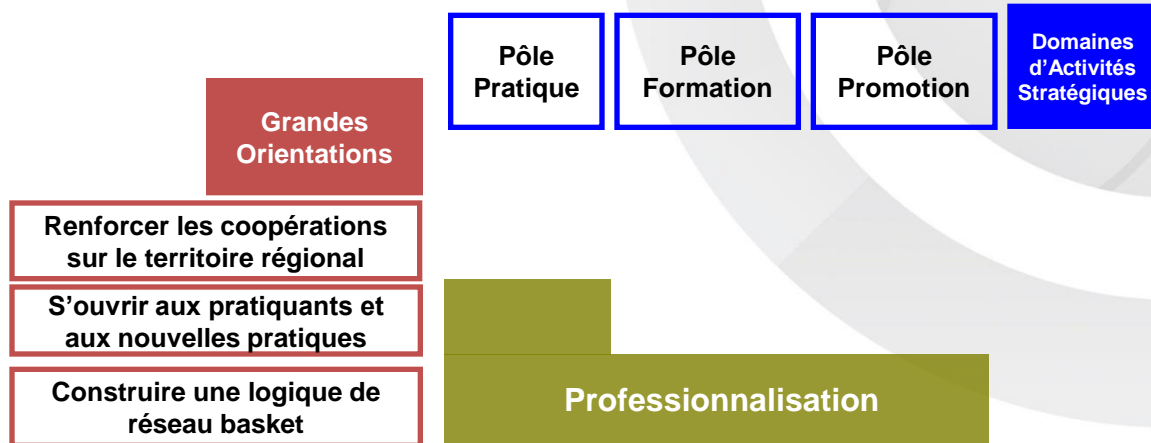 Pôle
Pratique
Pôle
Formation
Pôle
Promotion
Domaines
d'Activités
Stratégiques
Grandes
Orientations
Renforcer les coopérations
sur le territoire régional
S'ouvrir aux pratiquants et
aux nouvelles pratiques
Construire une logique de
réseau basket
Professionnalisation